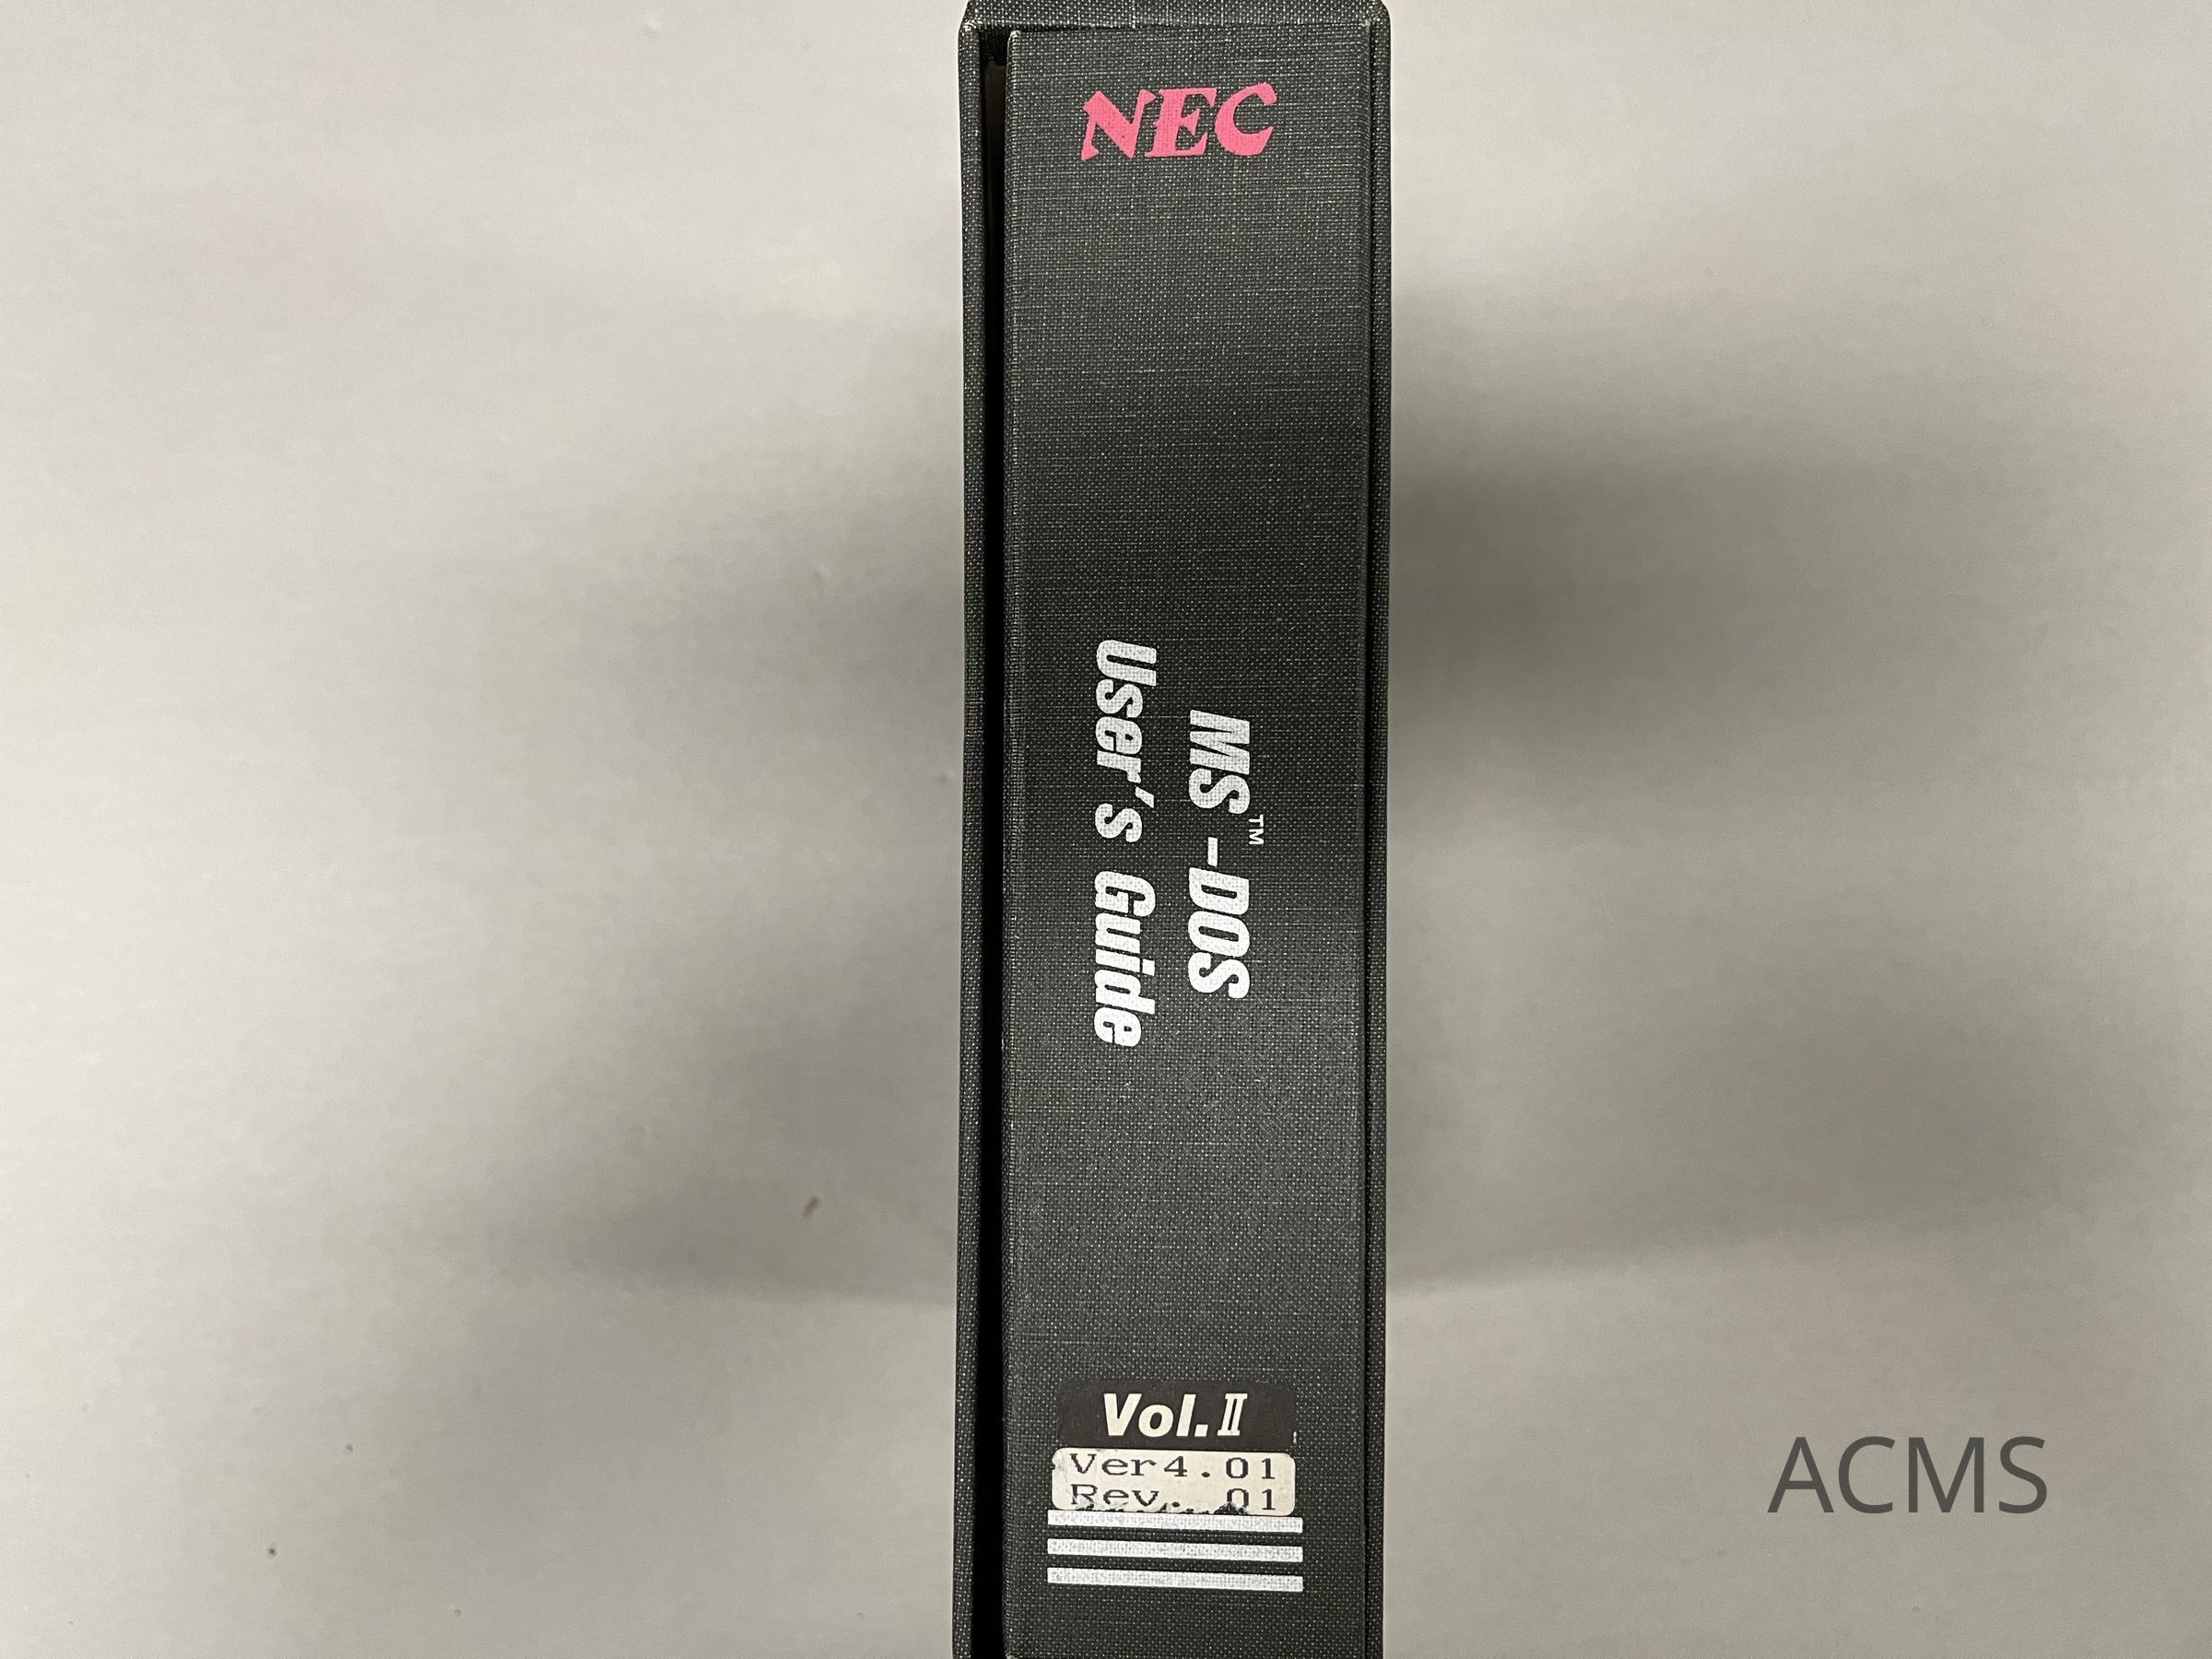 NEC
MS™-DOS
User's Guide
Vol.Ⅱ
Ver4.01
Rev. 01
ACMS